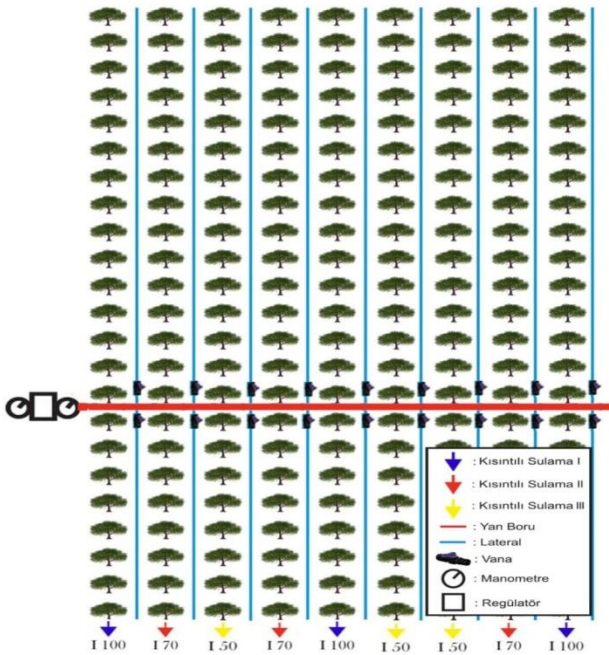 : Kısıntılı Sulama I
: Kısıntılı Sulama II
: Kısıntılı Sulama III
: Yan Boru
: Lateral
: Vana
: Manometre
: Regülatör
I 100 I 70 I .50 I 70 I 100 I 50 I 50 I 70 I 100